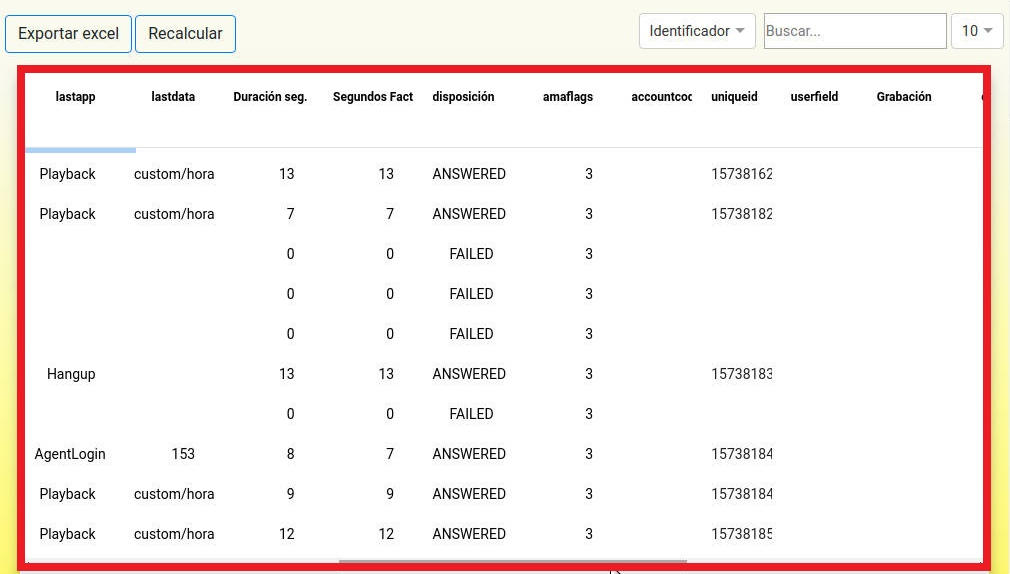 Exportar excel Recalcular Identificador Buscar... 10
lastapp lastdata Duración seg. Segundos Fact disposición amaflags accountcoc uniqueid userfield Grabación
Playback custom/hora 13 13 ANSWERED 3 15738162
Playback custom/hora 7 7 ANSWERED 3 15738182
0 0 FAILED 3
0 0 FAILED 3
0 0 FAILED 3
Hangup 13 13 ANSWERED 3 15738183
0 0 FAILED 3
AgentLogin 153 8 7 ANSWERED 3 15738184
Playback custom/hora 9 9 ANSWERED 3 15738184
Playback custom/hora 12 12 ANSWERED 3 15738185